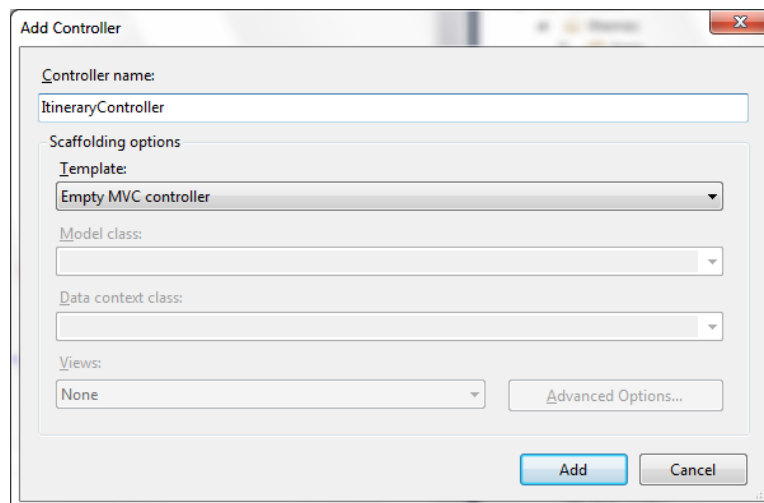 Add Controller
Controller name:
ItineraryController
Scaffolding options
Template:
Empty MVC controller
Model class:
Data context class:
Views:
None
Advanced Options...
Add
Cancel